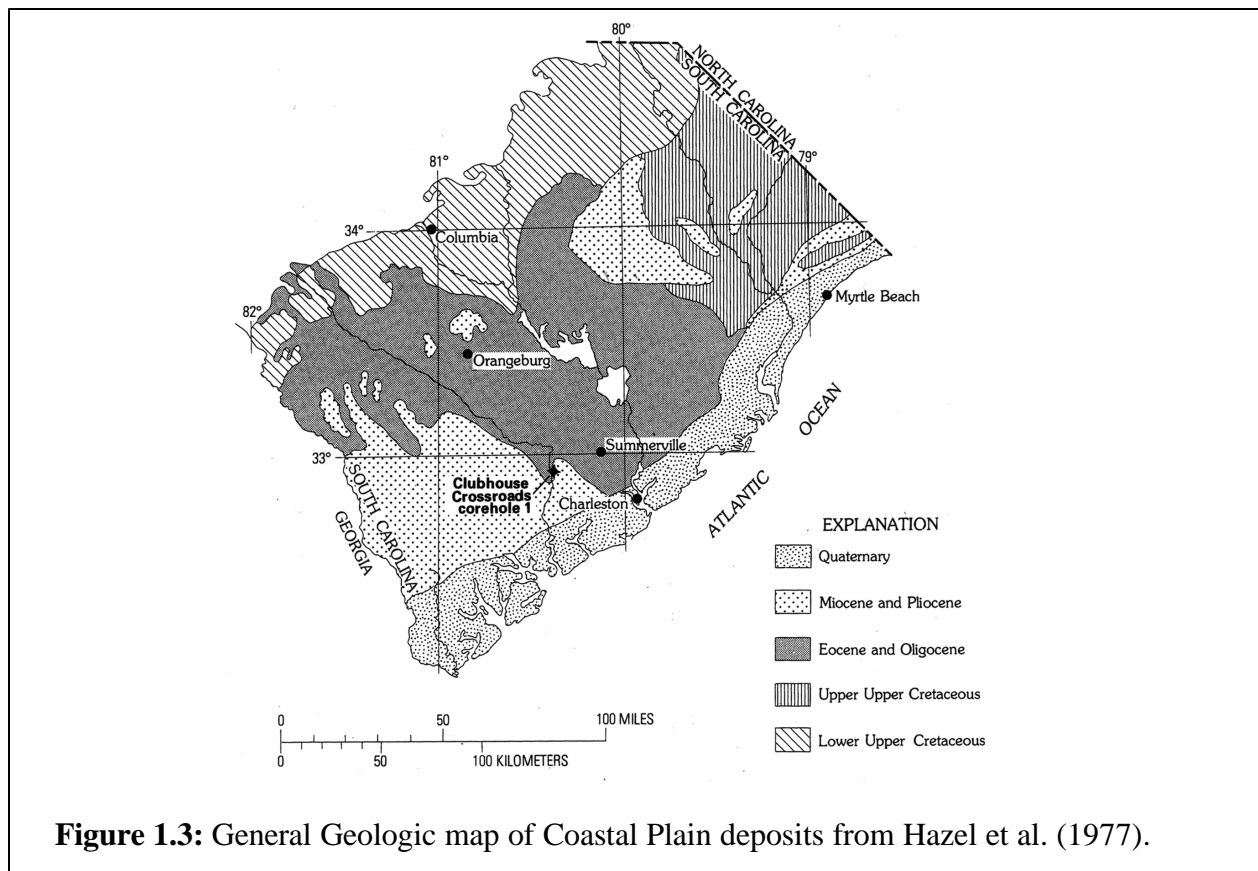 80°
NORTH CAROLINA
SOUTH CAROLINA
79°
81°
34°
Columbia
Myrtle Beach
82°
Orangeburg
OCEAN
Summerville
33°
Clubhouse
Crossroads
corehole 1
Charleston
ATLANTIC
SOUTH CAROLINA
GEORGIA
EXPLANATION
Quaternary
Miocene and Pliocene
Eocene and Oligocene
Upper Upper Cretaceous
Lower Upper Cretaceous
0 50 100 MILES
0 50 100 KILOMETERS
Figure 1.3: General Geologic map of Coastal Plain deposits from Hazel et al. (1977).